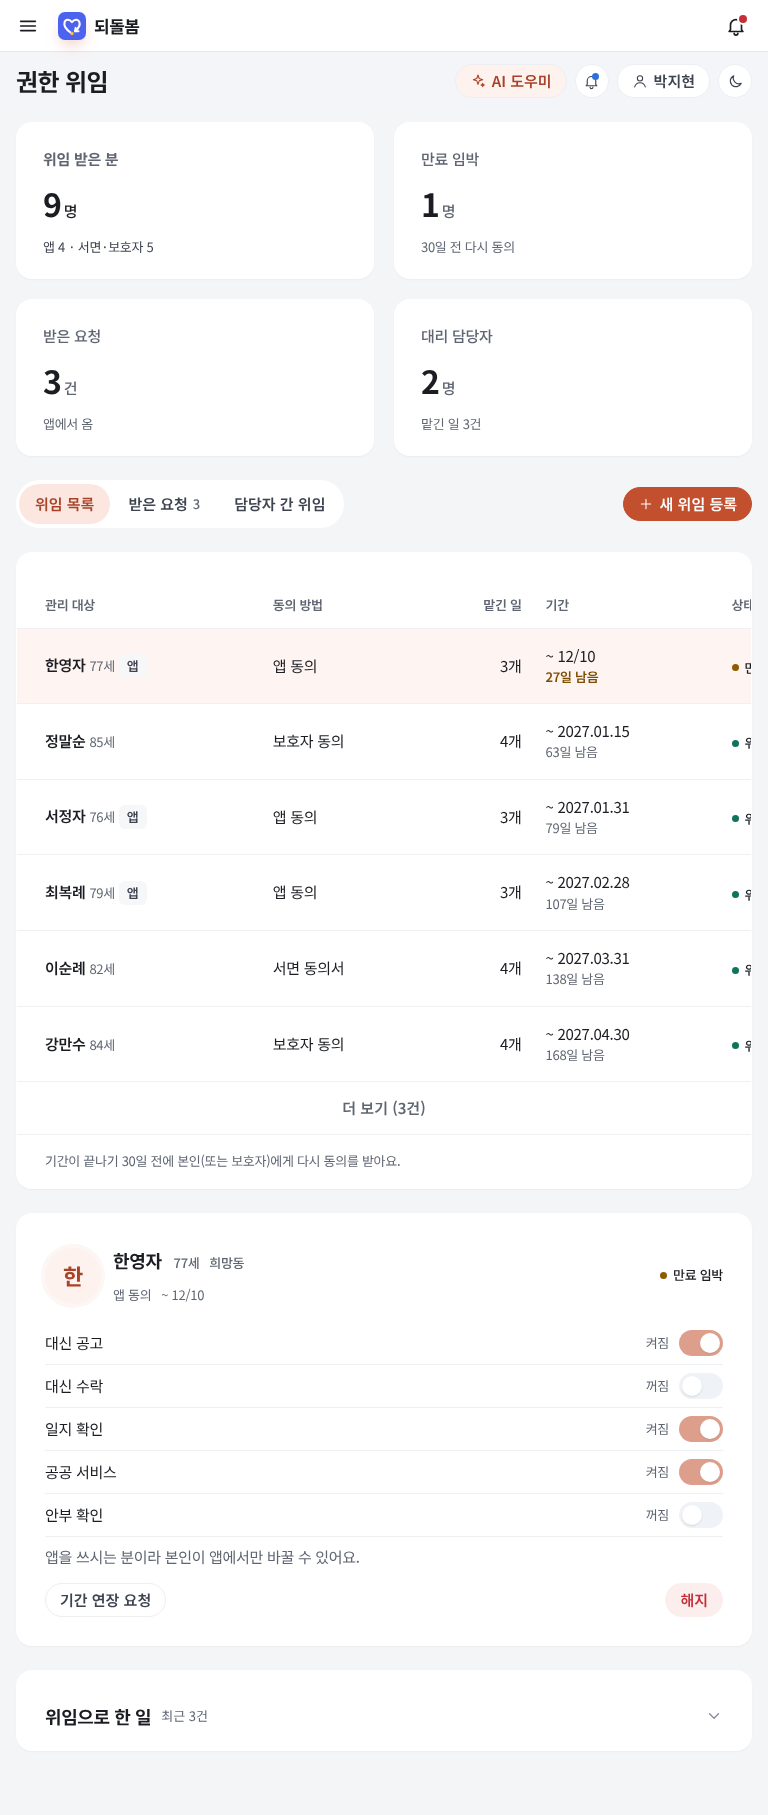 되돌봄
권한 위임
AI 도우미
박지현
위임 받은 분
9명
앱 4 · 서면·보호자 5
만료 임박
1명
30일 전 다시 동의
받은 요청
3건
앱에서 옴
대리 담당자
2명
맡긴 일 3건
위임 목록 받은 요청 3 담당자 간 위임
+ 새 위임 등록
관리 대상 동의 방법 맡긴 일 기간
한영자 77세 앱 앱 동의 3개 ~ 12/10
27일 남음
정말순 85세 보호자 동의 4개 ~ 2027.01.15
63일 남음
서정자 76세 앱 앱 동의 3개 ~ 2027.01.31
79일 남음
최복례 79세 앱 앱 동의 3개 ~ 2027.02.28
107일 남음
이순례 82세 서면 동의서 4개 ~ 2027.03.31
138일 남음
강만수 84세 보호자 동의 4개 ~ 2027.04.30
168일 남음
더 보기 (3건)
기간이 끝나기 30일 전에 본인(또는 보호자)에게 다시 동의를 받아요.
한
한영자 77세 희망동
앱 동의 ~ 12/10
만료 임박
대신 공고 켜짐
대신 수락 꺼짐
일지 확인 켜짐
공공 서비스 켜짐
안부 확인 꺼짐
앱을 쓰시는 분이라 본인이 앱에서만 바꿀 수 있어요.
기간 연장 요청
해지
위임으로 한 일 최근 3건